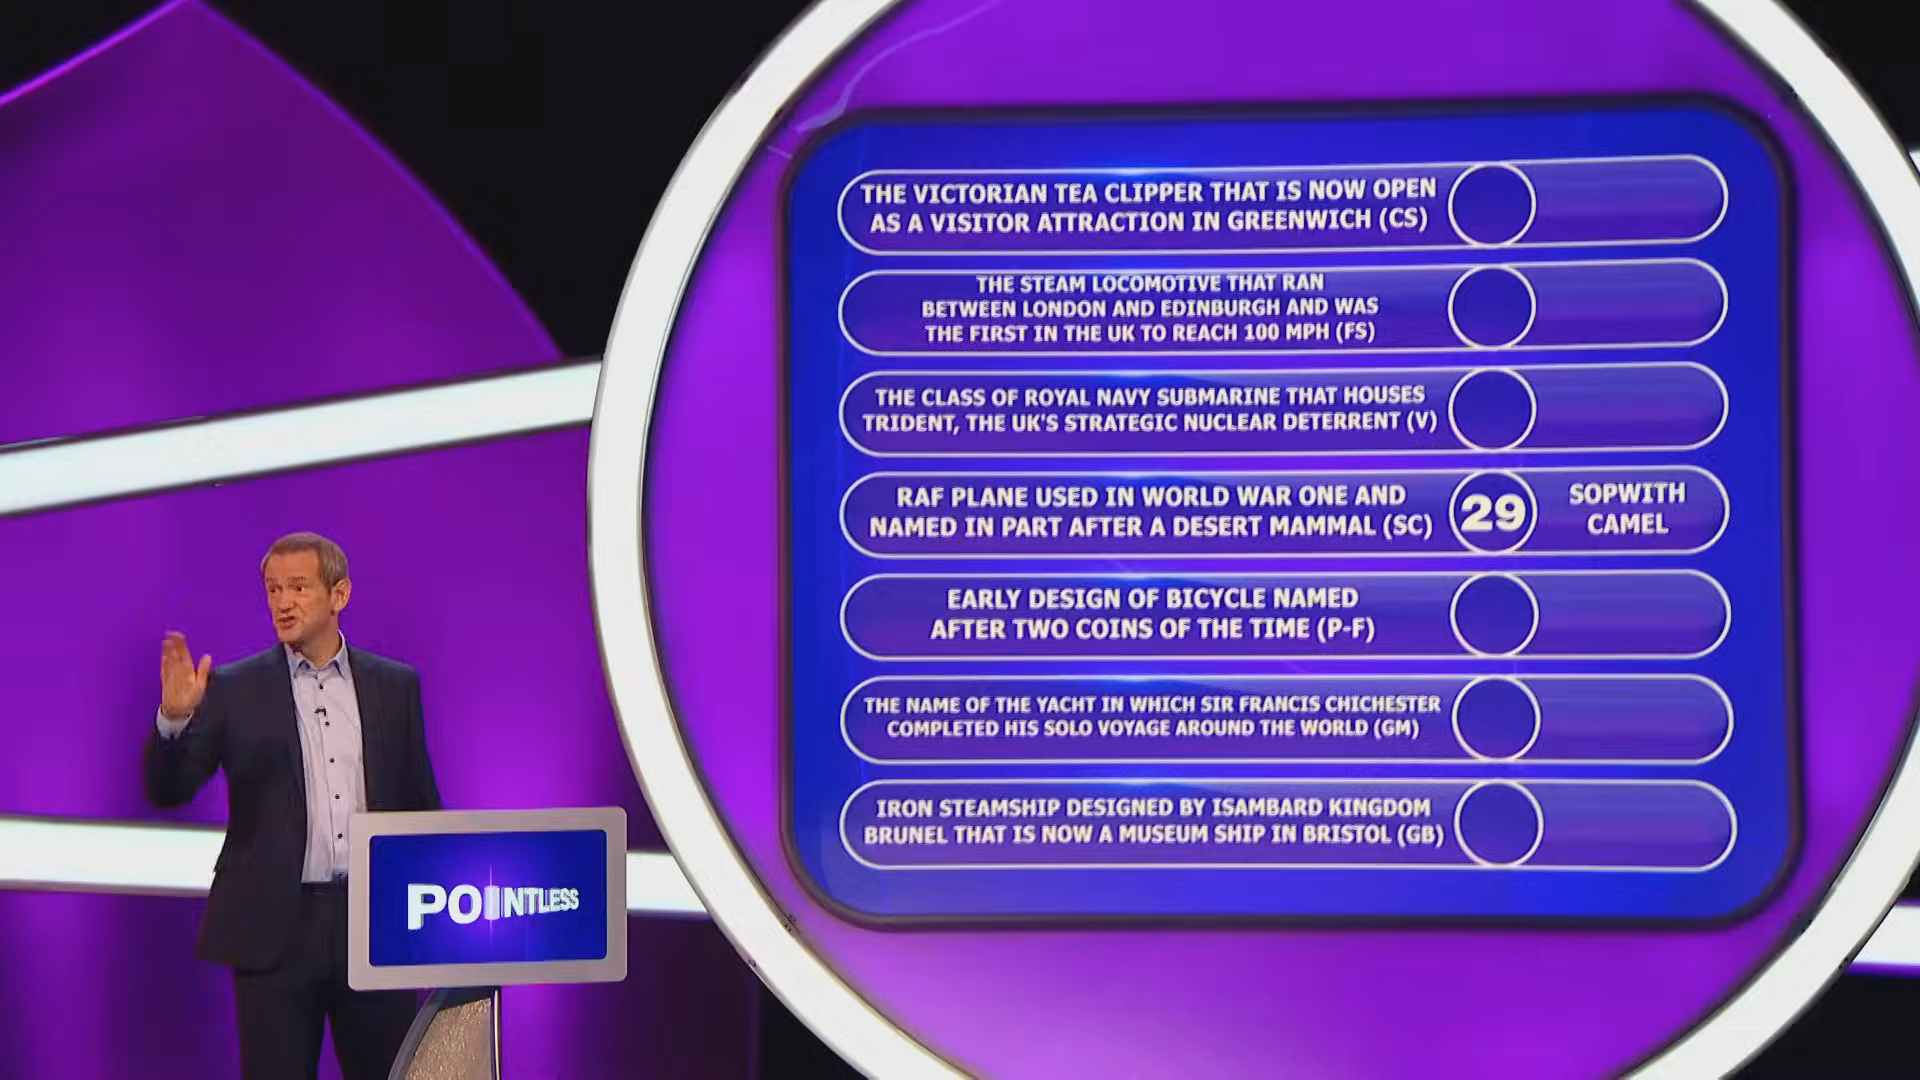 THE VICTORIAN TEA CLIPPER THAT IS NOW OPEN
AS A VISITOR ATTRACTION IN GREENWICH (CS)
THE STEAM LOCOMOTIVE THAT RAN
BETWEEN LONDON AND EDINBURGH AND WAS
THE FIRST IN THE UK TO REACH 100 MPH (FS)
THE CLASS OF ROYAL NAVY SUBMARINE THAT HOUSES
TRIDENT, THE UK'S STRATEGIC NUCLEAR DETERRENT (V)
RAF PLANE USED IN WORLD WAR ONE AND
NAMED IN PART AFTER A DESERT MAMMAL (SC)
29
SOPWITH
CAMEL
EARLY DESIGN OF BICYCLE NAMED
AFTER TWO COINS OF THE TIME (P-F)
THE NAME OF THE YACHT IN WHICH SIR FRANCIS CHICHESTER
COMPLETED HIS SOLO VOYAGE AROUND THE WORLD (GM)
IRON STEAMSHIP DESIGNED BY ISAMBARD KINGDOM
BRUNEL THAT IS NOW A MUSEUM SHIP IN BRISTOL (GB)
POINTLESS